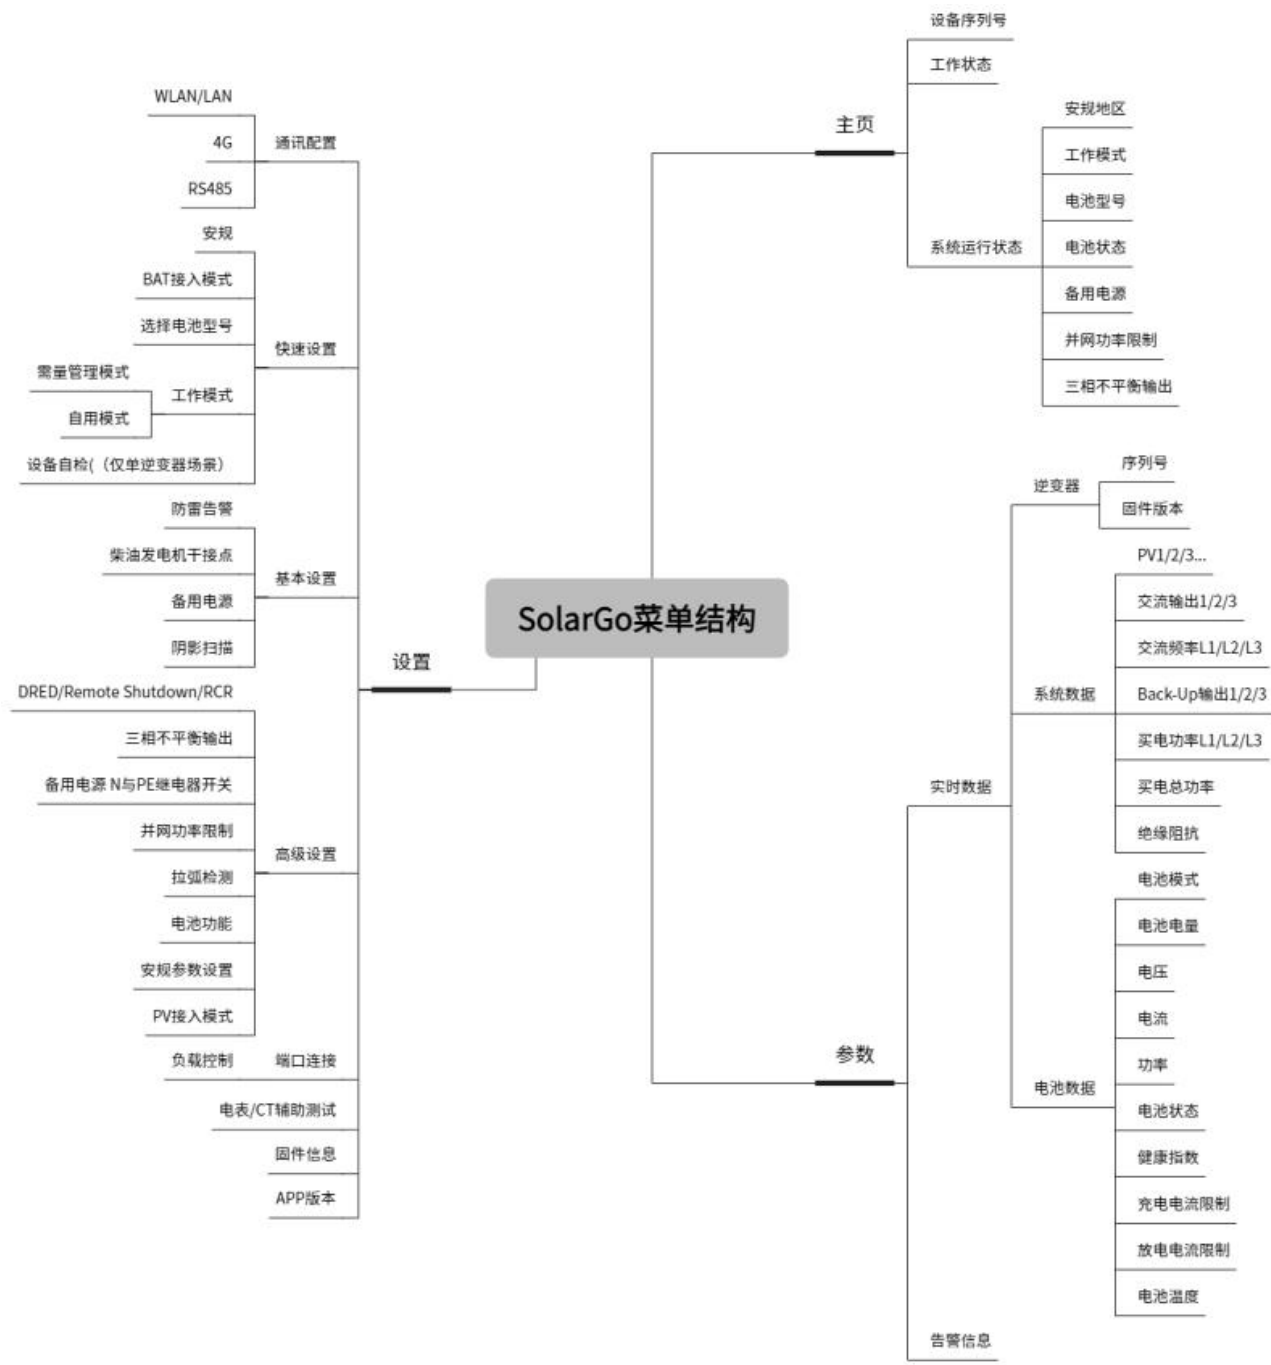 SolarGo菜单结构
主页
设备序列号
工作状态
系统运行状态
安规地区
工作模式
电池型号
电池状态
备用电源
并网功率限制
三相不平衡输出
参数
实时数据
逆变器
序列号
固件版本
系统数据
PV1/2/3...
交流输出1/2/3
交流频率L1/L2/L3
Back-Up输出1/2/3
买电功率L1/L2/L3
买电总功率
绝缘阻抗
电池数据
电池模式
电池电量
电压
电流
功率
电池状态
健康指数
充电电流限制
放电电流限制
电池温度
告警信息
设置
通讯配置
WLAN/LAN
4G
RS485
快速设置
安规
BAT接入模式
选择电池型号
工作模式
需量管理模式
自用模式
设备自检(（仅单逆变器场景）
基本设置
防雷告警
柴油发电机干接点
备用电源
阴影扫描
高级设置
DRED/Remote Shutdown/RCR
三相不平衡输出
备用电源 N与PE继电器开关
并网功率限制
拉弧检测
电池功能
安规参数设置
PV接入模式
端口连接
负载控制
电表/CT辅助测试
固件信息
APP版本